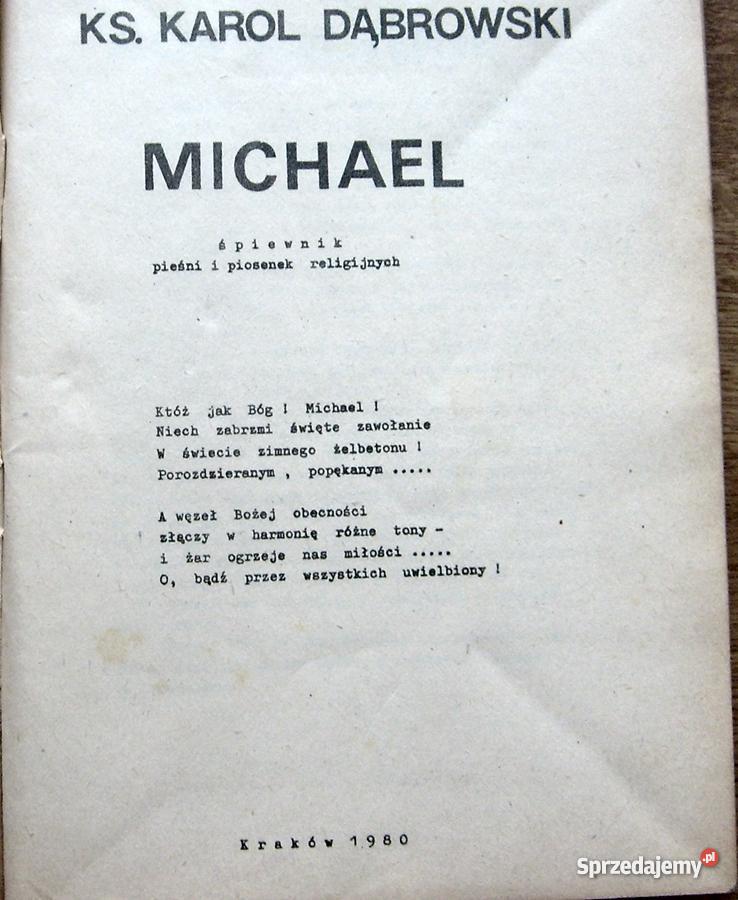 KS. KAROL DĄBROWSKI
MICHAEL
śpiewnik
pieśni i piosenek religijnych
Któż jak Bóg ! Michael !
Niech zabrzmi święte zawołanie
W świecie zimnego żelbetonu !
Porozdzieranym , popękanym .....
A węzeł Bożej obecności
złączy w harmonię różne tony -
i żar ogrzeje nas miłości .....
O, bądź przez wszystkich uwielbiony !
Kraków 1980
Sprzedajemy.pl